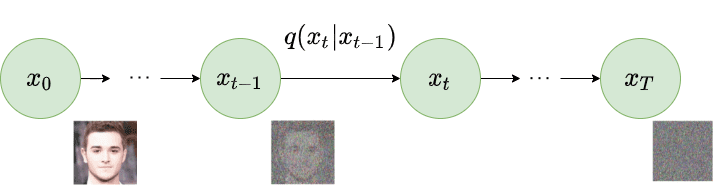 q(x_t|x_{t-1})
x_0 ··· x_{t-1} x_t ··· x_T